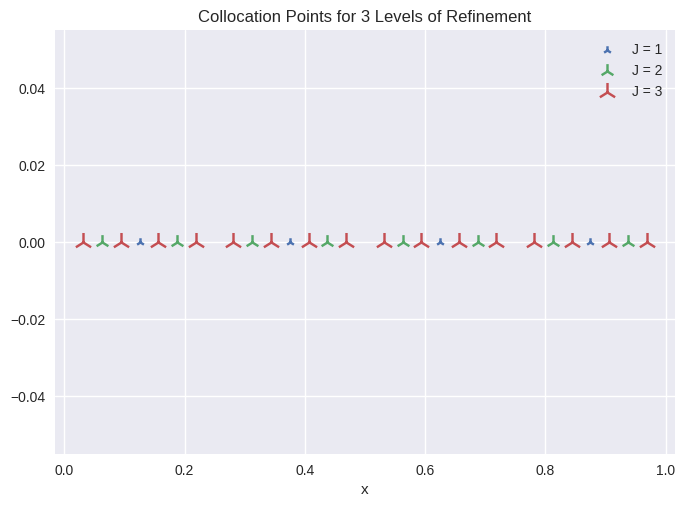 Collocation Points for 3 Levels of Refinement
J = 1
J = 2
J = 3
0.04
0.02
0.00
−0.02
−0.04
0.0 0.2 0.4 0.6 0.8 1.0
x